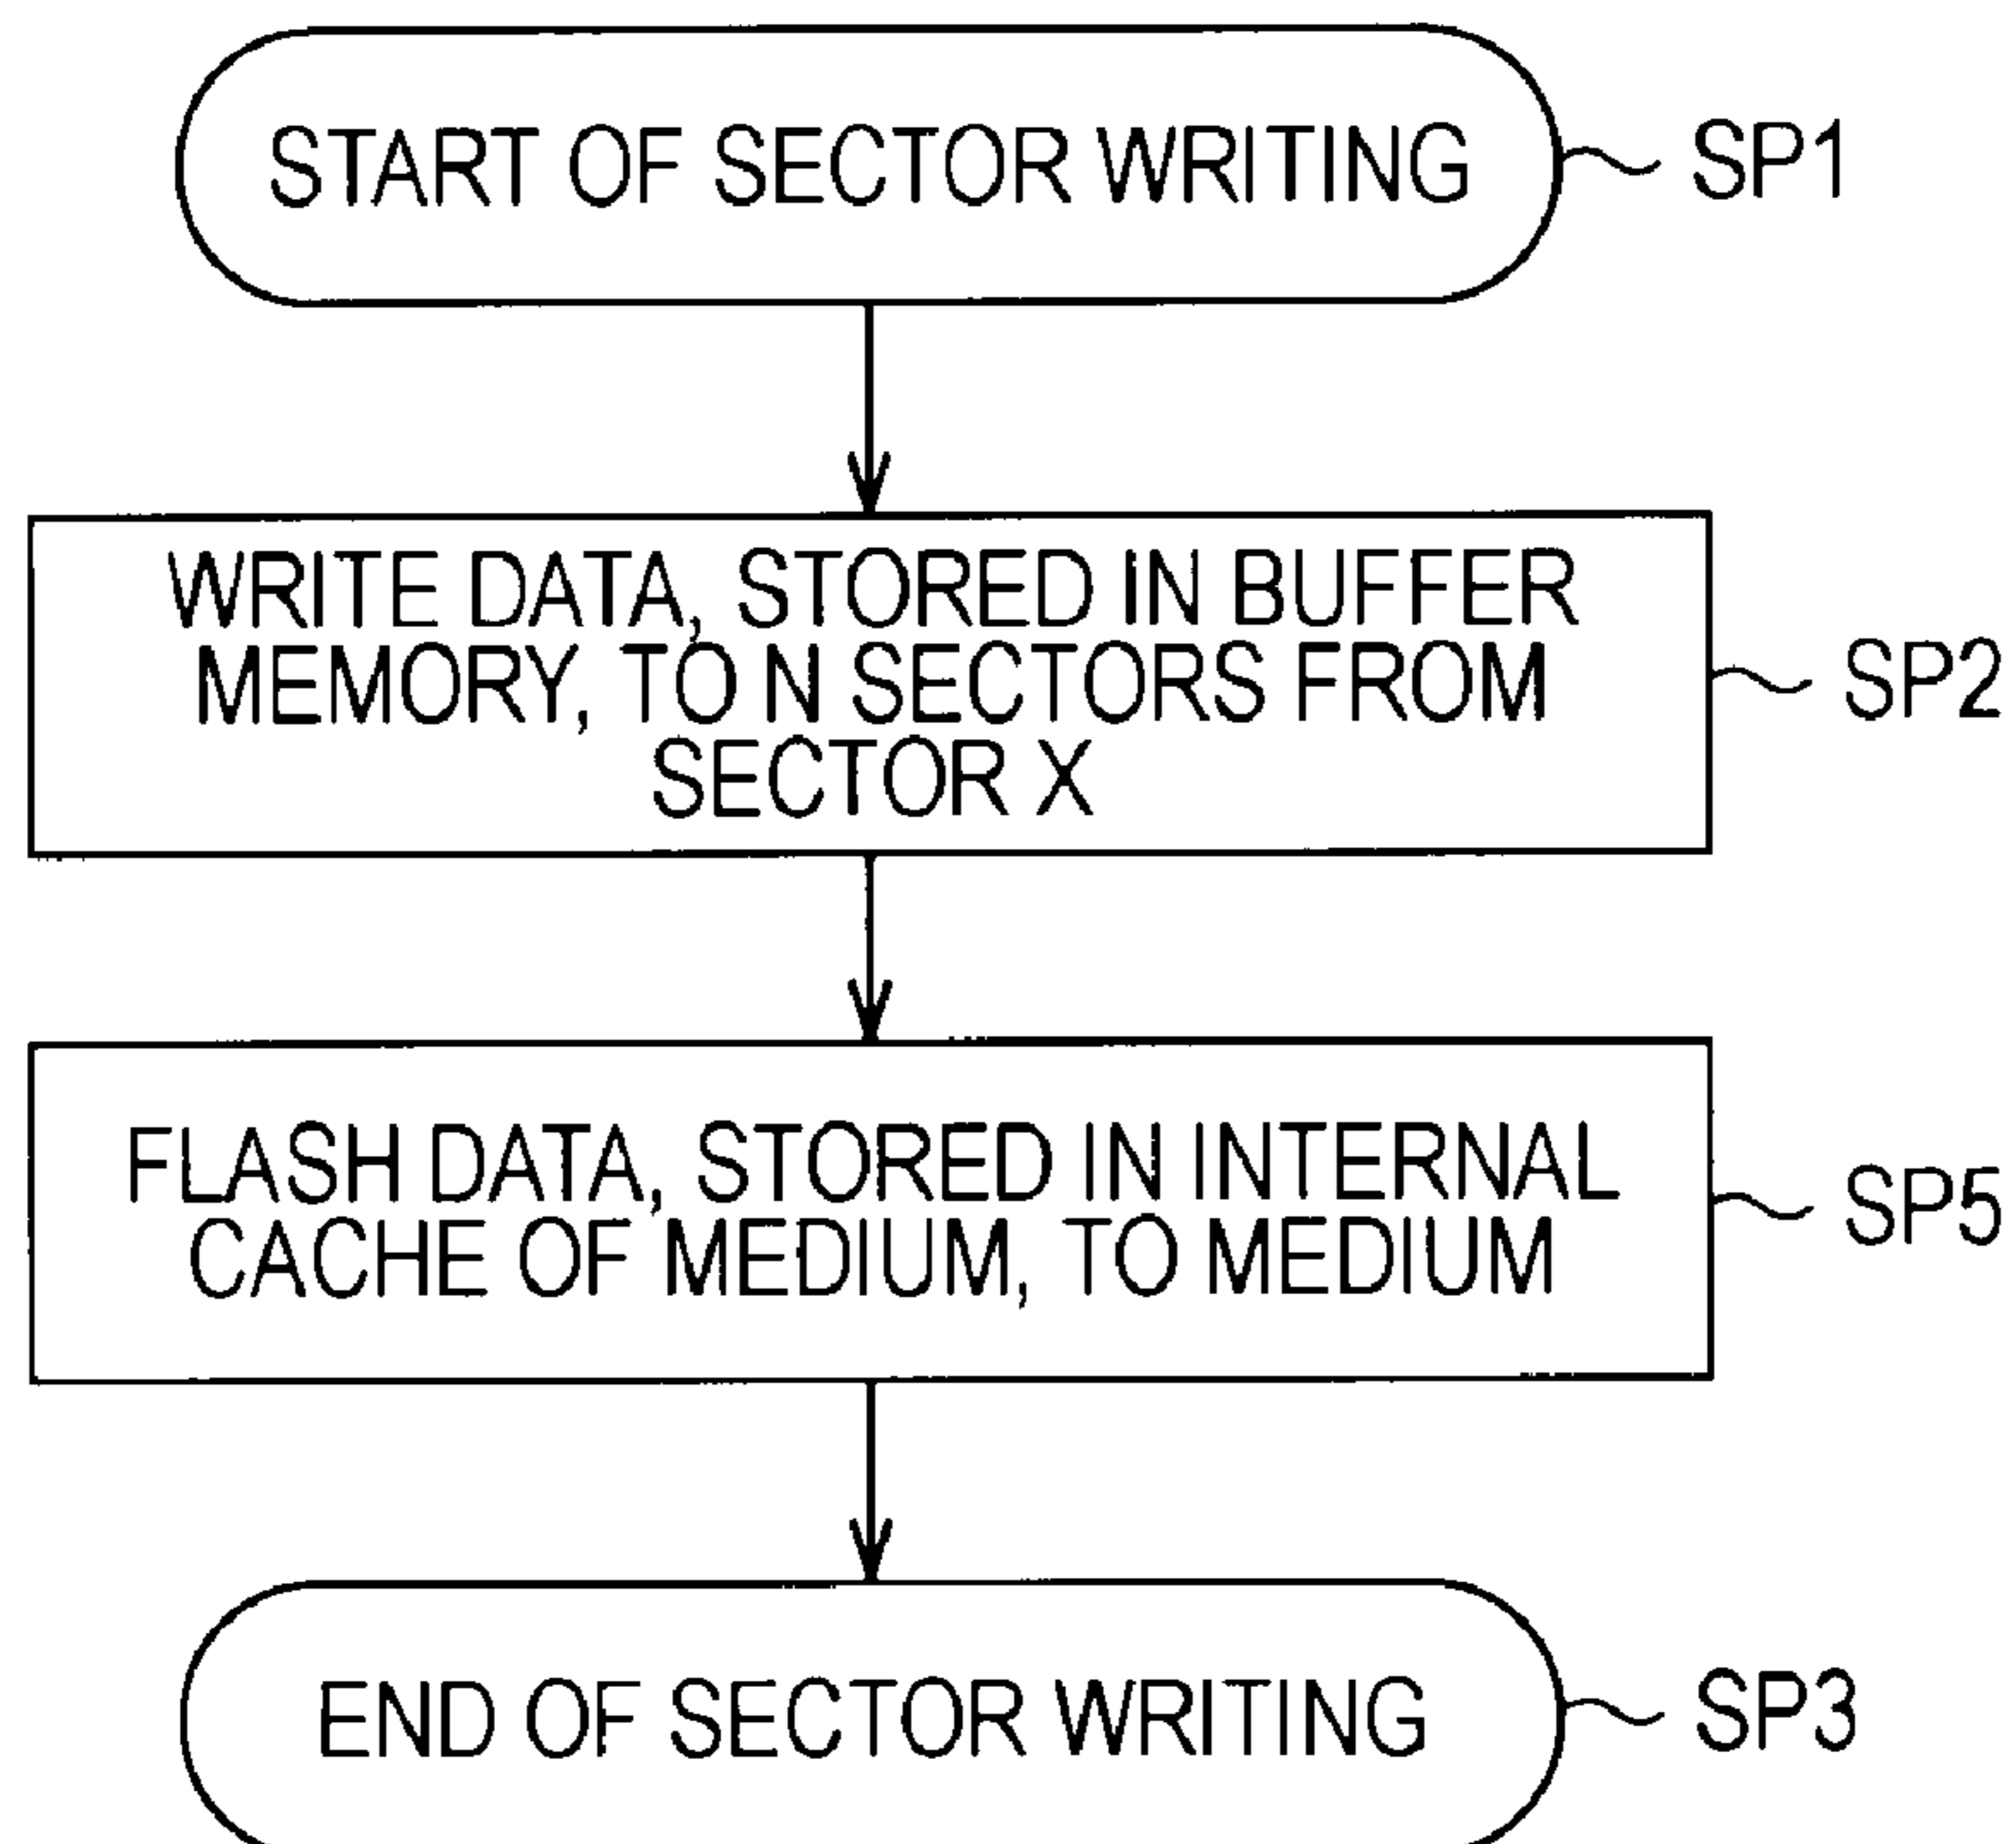 START OF SECTOR WRITING
SP1
WRITE DATA, STORED IN BUFFER
MEMORY, TO N SECTORS FROM
SECTOR X
SP2
FLASH DATA, STORED IN INTERNAL
CACHE OF MEDIUM, TO MEDIUM
SP5
END OF SECTOR WRITING
SP3